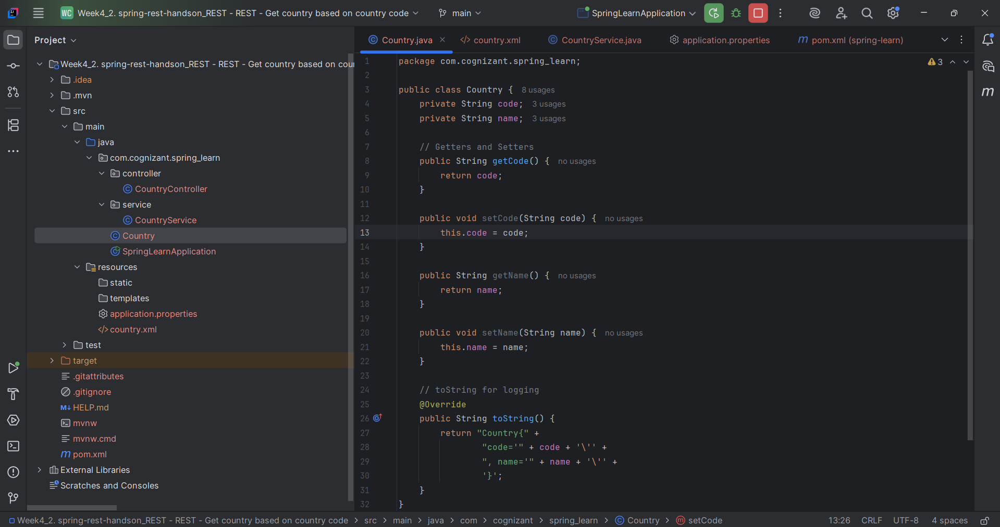 WC Week4_2. spring-rest-handson_REST - REST - Get country based on country code
main
SpringLearnApplication
Project
Country.java
country.xml
CountryService.java
application.properties
m pom.xml (spring-learn)
Week4_2. spring-rest-handson_REST - REST - Get country based on cou
.idea
.mvn
src
main
java
com.cognizant.spring_learn
controller
CountryController
service
CountryService
Country
SpringLearnApplication
resources
static
templates
application.properties
country.xml
test
target
.gitattributes
.gitignore
M↓ HELP.md
mvnw
mvnw.cmd
m pom.xml
External Libraries
Scratches and Consoles
3
m
1 package com.cognizant.spring_learn;
2
3 public class Country { 8 usages
4 private String code; 3 usages
5 private String name; 3 usages
6
7 // Getters and Setters
8 public String getCode() { no usages
9 return code;
10 }
11
12 public void setCode(String code) { no usages
13 this.code = code;
14 }
15
16 public String getName() { no usages
17 return name;
18 }
19
20 public void setName(String name) { no usages
21 this.name = name;
22 }
23
24 // toString for logging
25 @Override
26 public String toString() {
27 return "Country{" +
28 "code='" + code + '\'' +
29 ", name='" + name + '\'' +
30 '}';
31 }
32 }
Week4_2. spring-rest-handson_REST - REST - Get country based on country code > src > main > java > com > cognizant > spring_learn > Country > setCode
13:26 CRLF UTF-8 4 spaces